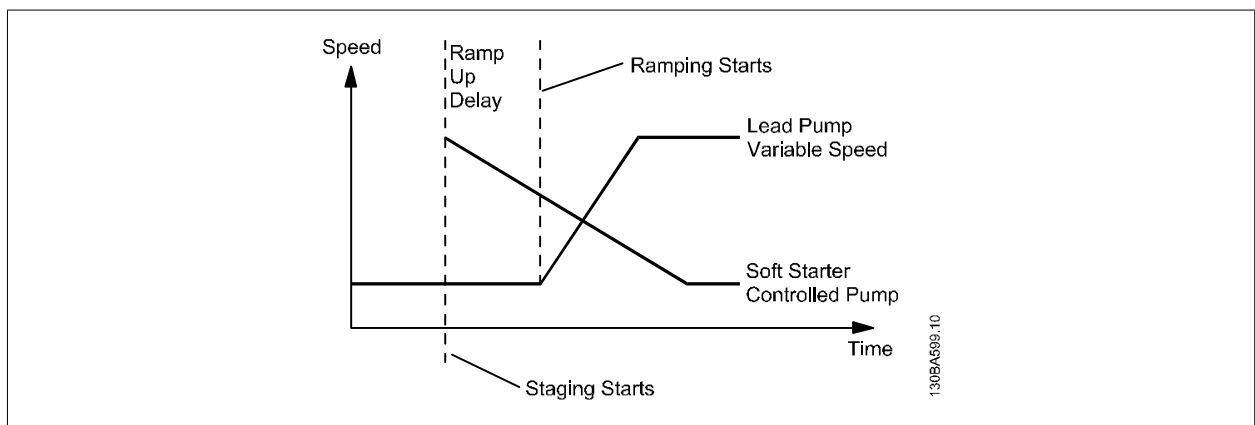 Speed
Ramp
Up
Delay
Ramping Starts
Lead Pump
Variable Speed
Soft Starter
Controlled Pump
Time
Staging Starts
130BA599.10